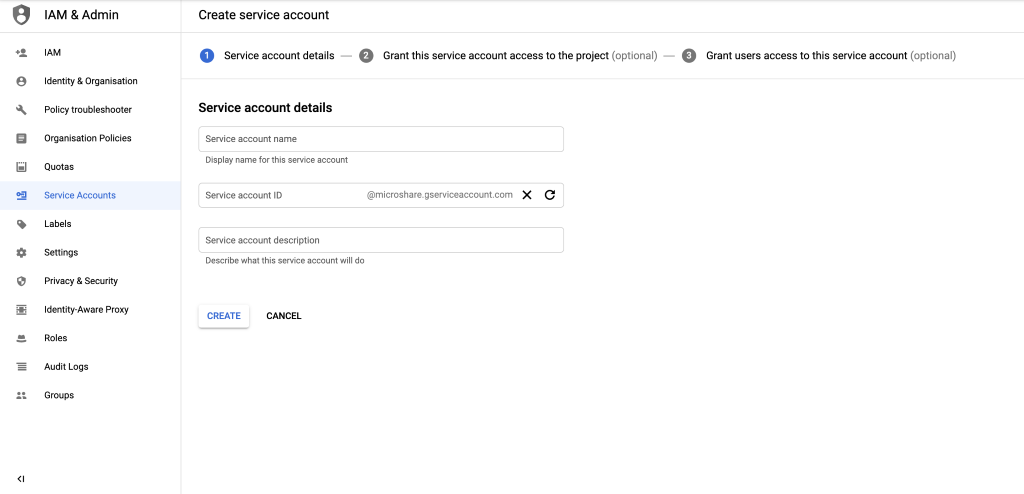 IAM & Admin
Create service account
IAM
Identity & Organisation
Policy troubleshooter
Organisation Policies
Quotas
Service Accounts
Labels
Settings
Privacy & Security
Identity-Aware Proxy
Roles
Audit Logs
Groups
1 Service account details — 2 Grant this service account access to the project (optional) — 3 Grant users access to this service account (optional)
Service account details
Service account name
Display name for this service account
Service account ID @microshare.gserviceaccount.com
Service account description
Describe what this service account will do
CREATE CANCEL